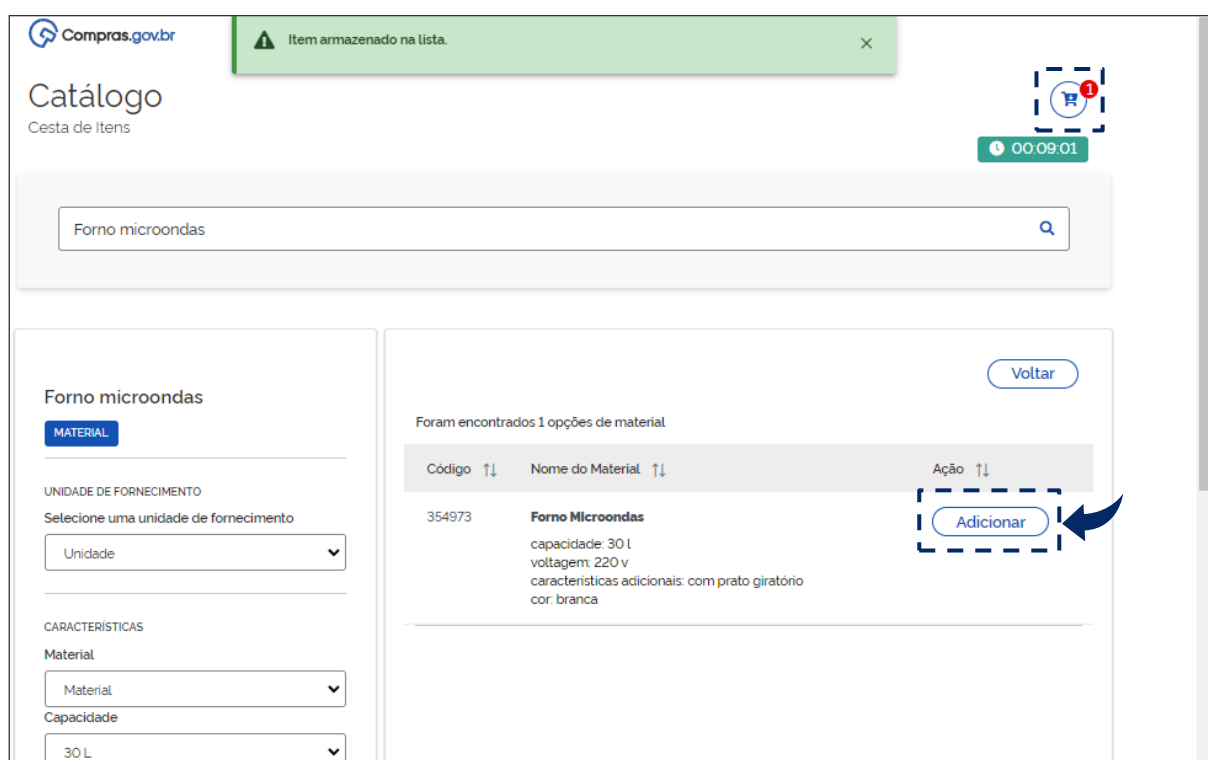 Compras.gov.br
Item armazenado na lista.
Catálogo
Cesta de Itens
1
00:09:01
Forno microondas
Forno microondas
MATERIAL
UNIDADE DE FORNECIMENTO
Selecione uma unidade de fornecimento
Unidade
CARACTERÍSTICAS
Material
Material
Capacidade
30 L
Voltar
Foram encontrados 1 opções de material
Código Nome do Material Ação
354973 Forno Microondas Adicionar
capacidade: 30 l
voltagem: 220 v
características adicionais: com prato giratório
cor: branca